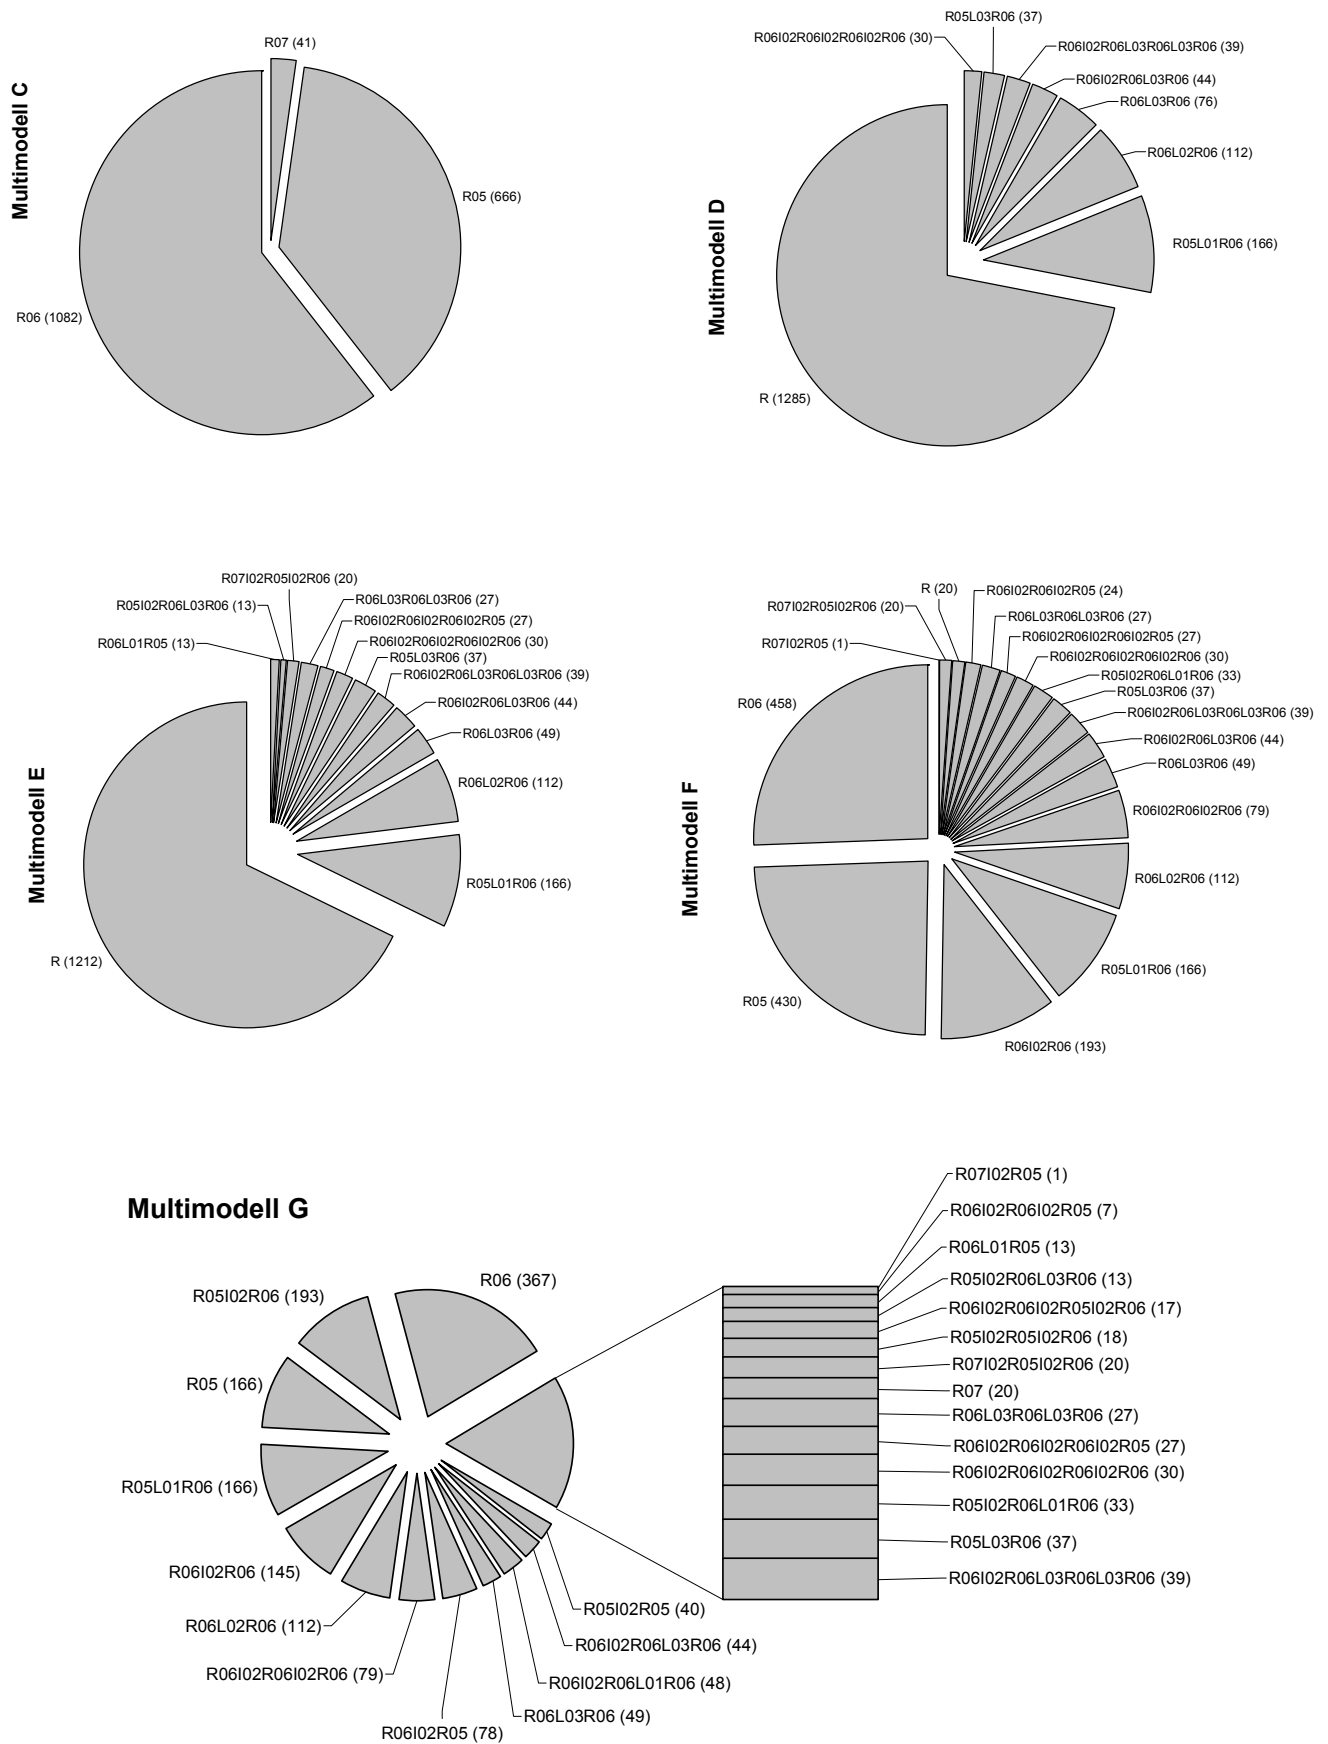 Multimodell C
R07 (41)
R05 (666)
R06 (1082)
Multimodell D
R05L03R06 (37)
R06I02R06I02R06I02R06 (30)
R06I02R06L03R06L03R06 (39)
R06I02R06L03R06 (44)
R06L03R06 (76)
R06L02R06 (112)
R05L01R06 (166)
R (1285)
Multimodell E
R07I02R05I02R06 (20)
R05I02R06L03R06 (13)
R06L01R05 (13)
R06L03R06L03R06 (27)
R06I02R06I02R06I02R05 (27)
R06I02R06I02R06I02R06 (30)
R05L03R06 (37)
R06I02R06L03R06L03R06 (39)
R06I02R06L03R06 (44)
R06L03R06 (49)
R06L02R06 (112)
R05L01R06 (166)
R (1212)
Multimodell F
R (20)
R07I02R05I02R06 (20)
R07I02R05 (1)
R06I02R06I02R05 (24)
R06L03R06L03R06 (27)
R06I02R06I02R06I02R05 (27)
R06I02R06I02R06I02R06 (30)
R05I02R06L01R06 (33)
R05L03R06 (37)
R06I02R06L03R06L03R06 (39)
R06I02R06L03R06 (44)
R06L03R06 (49)
R06I02R06I02R06 (79)
R06L02R06 (112)
R05L01R06 (166)
R06I02R06 (193)
R05 (430)
R06 (458)
Multimodell G
R06 (367)
R05I02R06 (193)
R05 (166)
R05L01R06 (166)
R06I02R06 (145)
R06L02R06 (112)
R06I02R06I02R06 (79)
R06I02R05 (78)
R06L03R06 (49)
R06I02R06L01R06 (48)
R06I02R06L03R06 (44)
R05I02R05 (40)
R07I02R05 (1)
R06I02R06I02R05 (7)
R06L01R05 (13)
R05I02R06L03R06 (13)
R06I02R06I02R05I02R06 (17)
R05I02R05I02R06 (18)
R07I02R05I02R06 (20)
R07 (20)
R06L03R06L03R06 (27)
R06I02R06I02R06I02R05 (27)
R06I02R06I02R06I02R06 (30)
R05I02R06L01R06 (33)
R05L03R06 (37)
R06I02R06L03R06L03R06 (39)